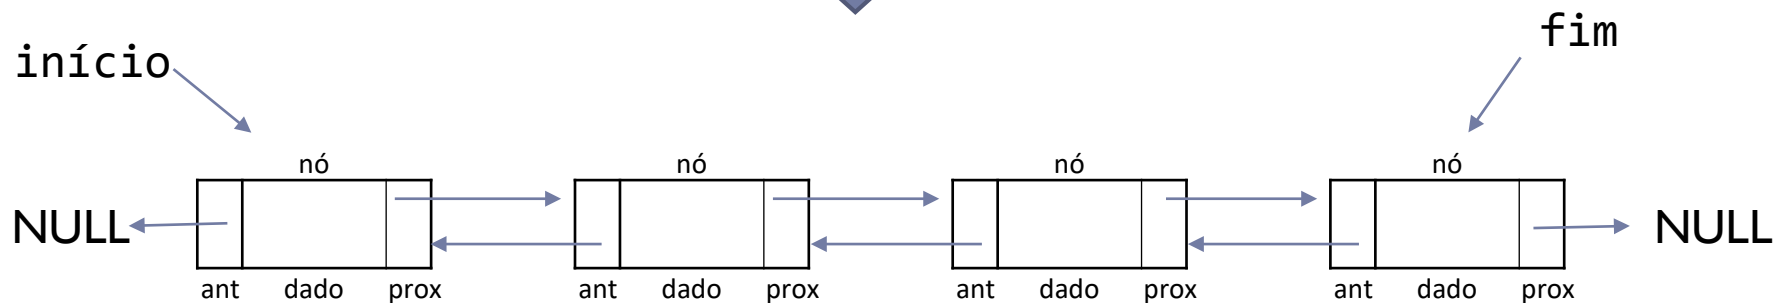 fim
início
nó nó nó nó
NULL NULL
ant dado prox ant dado prox ant dado prox ant dado prox